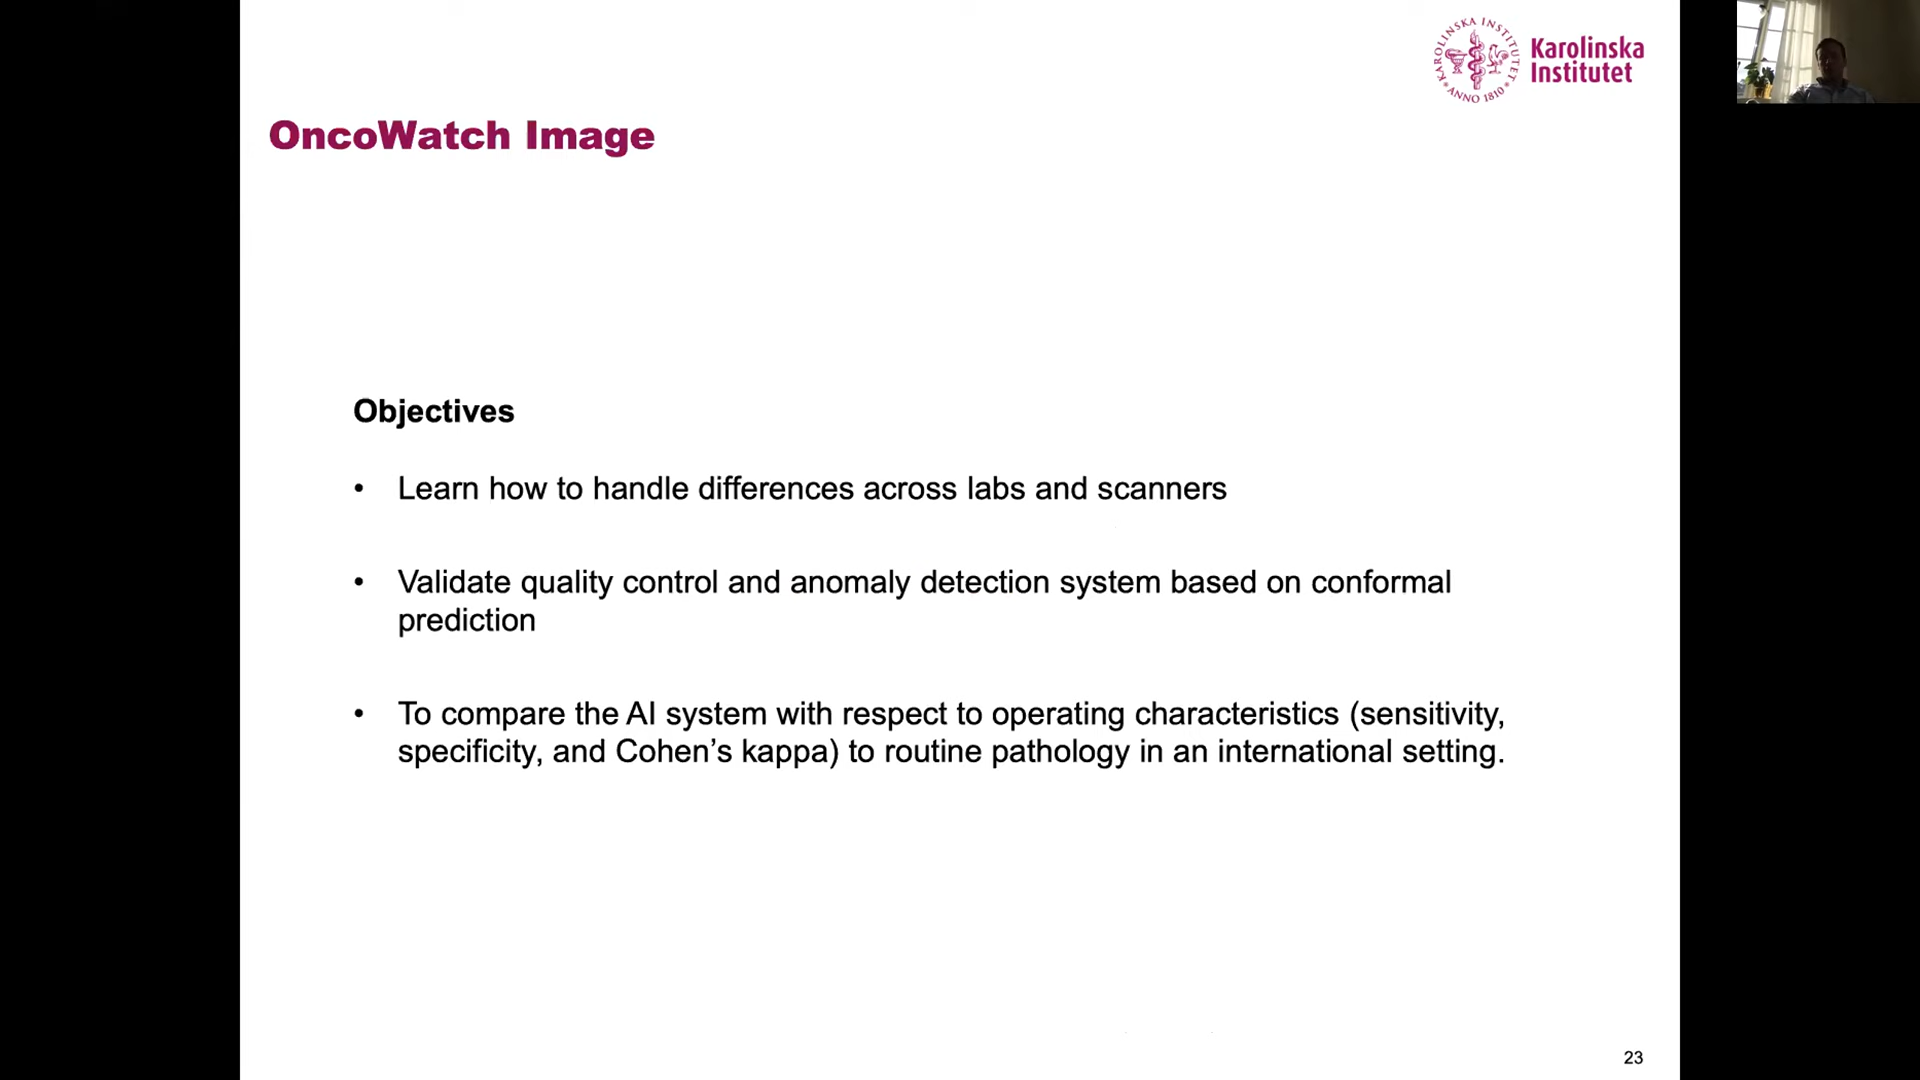 KAROLINSKA INSTITUTET
ANNO 1810
Karolinska
Institutet
OncoWatch Image
Objectives
• Learn how to handle differences across labs and scanners
• Validate quality control and anomaly detection system based on conformal
prediction
• To compare the AI system with respect to operating characteristics (sensitivity,
specificity, and Cohen’s kappa) to routine pathology in an international setting.
23